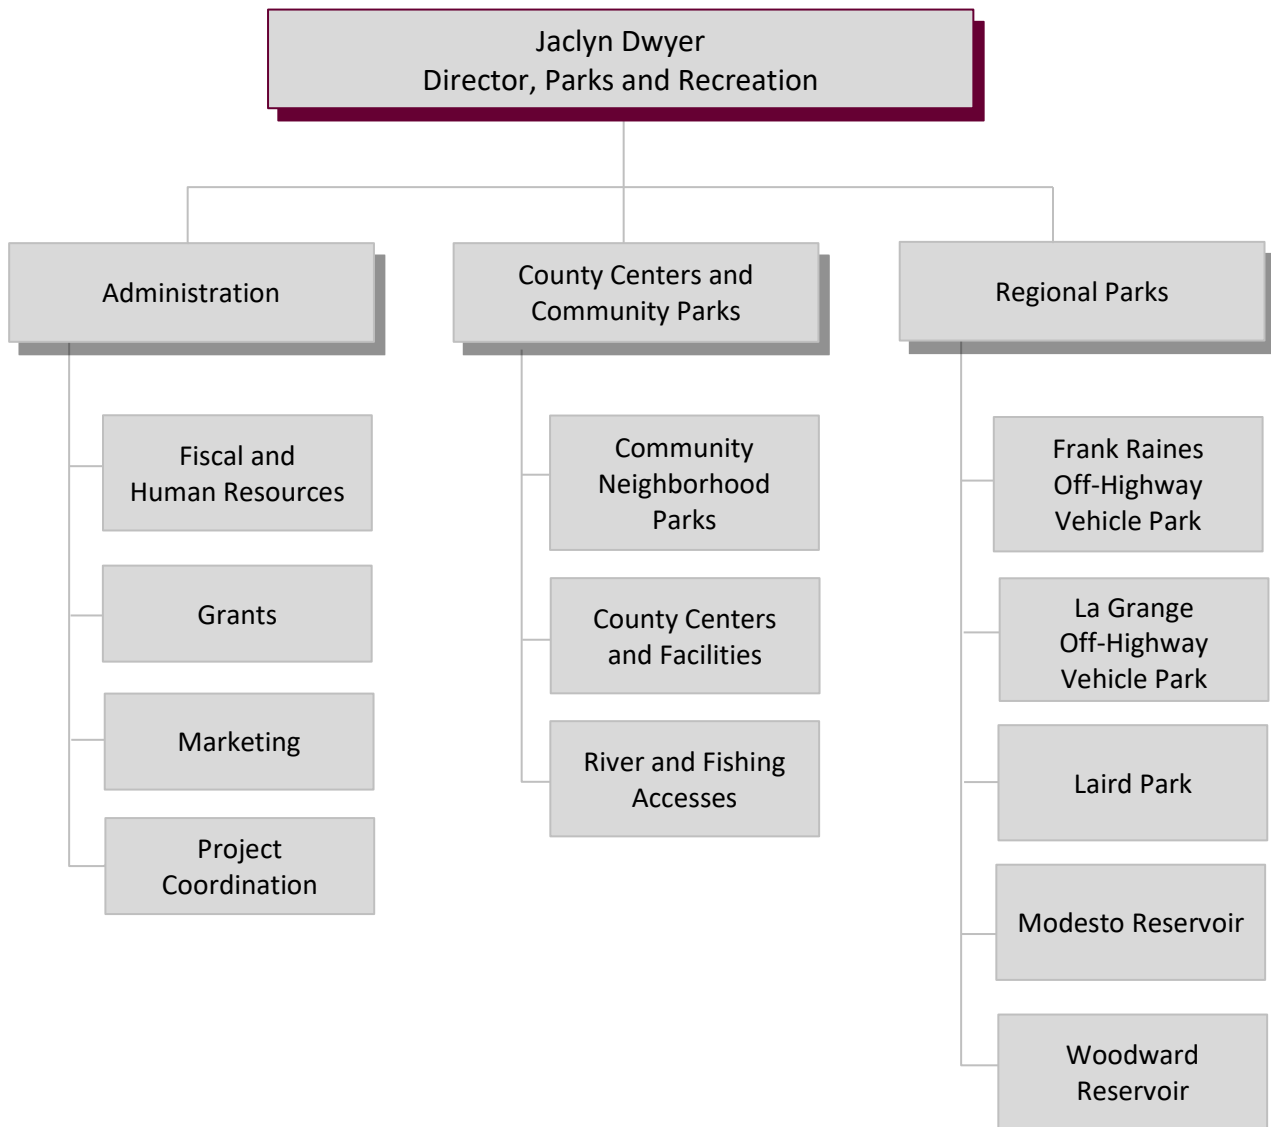 Jaclyn Dwyer
Director, Parks and Recreation
Administration
County Centers and
Community Parks
Regional Parks
Fiscal and
Human Resources
Grants
Marketing
Project
Coordination
Community
Neighborhood
Parks
County Centers
and Facilities
River and Fishing
Accesses
Frank Raines
Off-Highway
Vehicle Park
La Grange
Off-Highway
Vehicle Park
Laird Park
Modesto Reservoir
Woodward
Reservoir